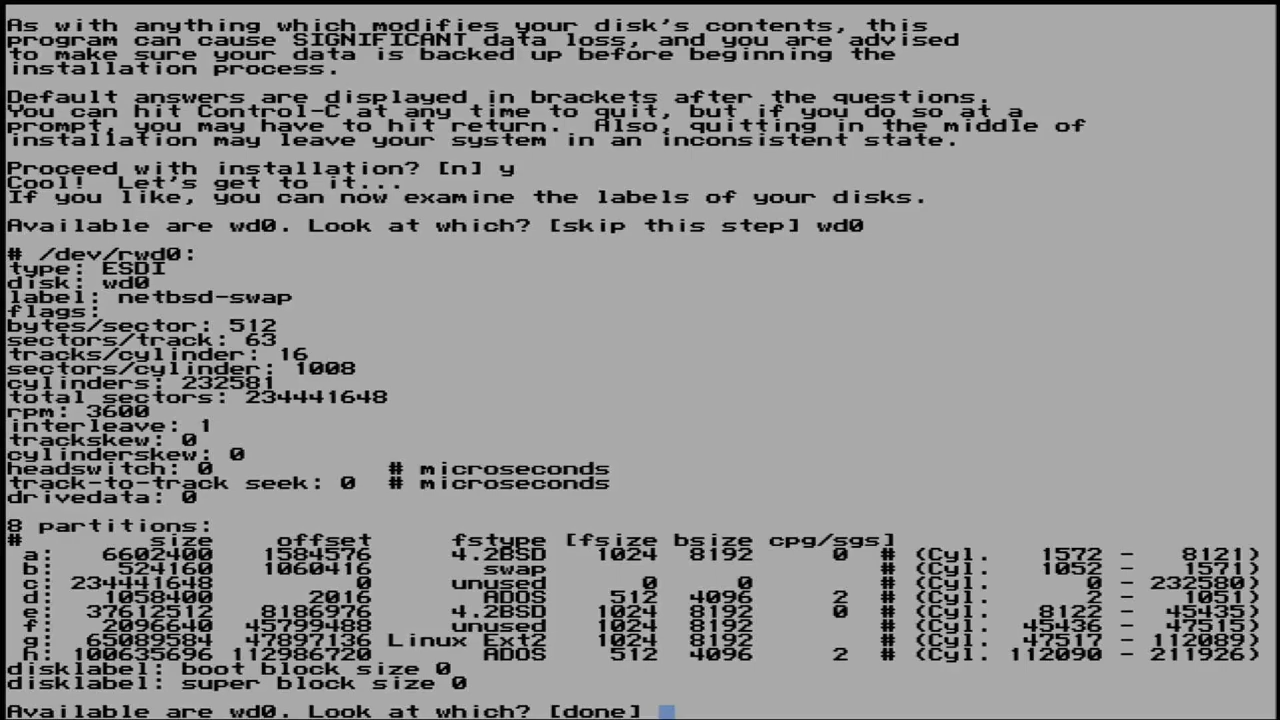 As with anything which modifies your disk's contents, this
program can cause SIGNIFICANT data loss, and you are advised
to make sure your data is backed up before beginning the
installation process.
Default answers are displayed in brackets after the questions.
You can hit Control-C at any time to quit, but if you do so at a
prompt, you may have to hit return.  Also, quitting in the middle of
installation may leave your system in an inconsistent state.
Proceed with installation? [n] y
Cool!  Let's get to it...
If you like, you can now examine the labels of your disks.
Available are wd0. Look at which? [skip this step] wd0
# /dev/rwd0:
type: ESDI
disk: wd0
label: netbsd-swap
flags:
bytes/sector: 512
sectors/track: 63
tracks/cylinder: 16
sectors/cylinder: 1008
cylinders: 232581
total sectors: 234441648
rpm: 3600
interleave: 1
trackskew: 0
cylinderskew: 0
headswitch: 0           # microseconds
track-to-track seek: 0  # microseconds
drivedata: 0
8 partitions:
#        size    offset     fstype [fsize bsize cpg/sgs]
a:   6602400   1584576     4.2BSD   1024  8192     0  # (Cyl.   1572 -   8121)
b:    524160   1060416       swap                     # (Cyl.   1052 -   1571)
c: 234441648         0     unused      0     0        # (Cyl.      0 - 232580)
d:   1058400      2016       ADOS    512  4096     2  # (Cyl.      2 -   1051)
e:  37612512   8186976     4.2BSD   1024  8192     0  # (Cyl.   8122 -  45435)
f:   2096640  45799488     unused   1024  8192        # (Cyl.  45436 -  47515)
g:  65089584  47897136 Linux Ext2   1024  8192        # (Cyl.  47517 - 112089)
h: 100635696 112986720       ADOS    512  4096     2  # (Cyl. 112090 - 211926)
disklabel: boot block size 0
disklabel: super block size 0
Available are wd0. Look at which? [done]